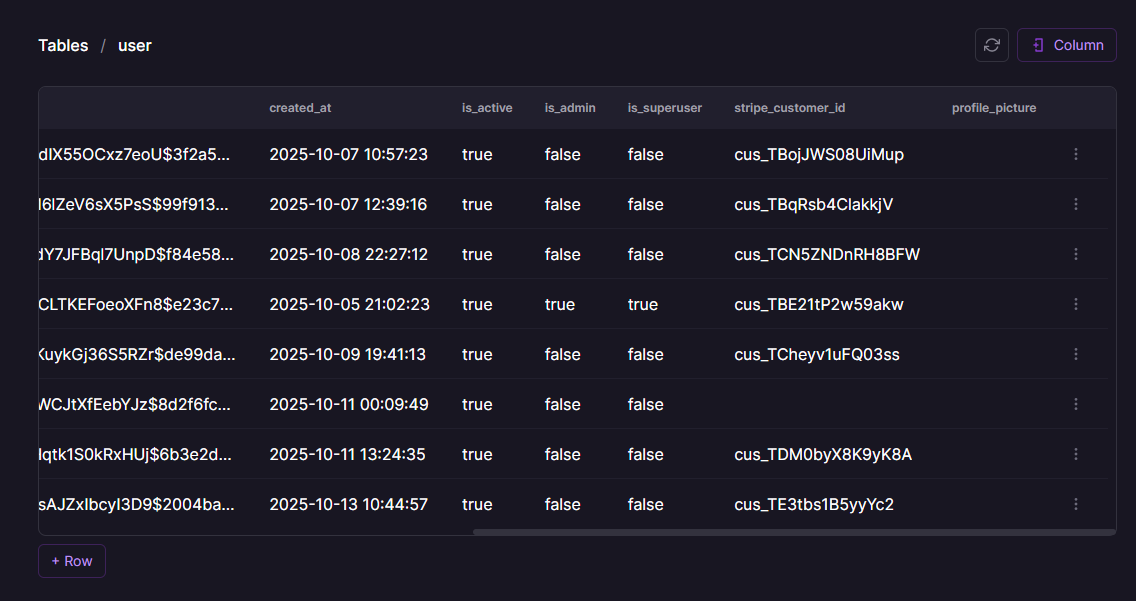 Tables / user
Column
created_at is_active is_admin is_superuser stripe_customer_id profile_picture
dIX55OCxz7eoU$3f2a5... 2025-10-07 10:57:23 true false false cus_TBojJWS08UiMup
l6lZeV6sX5PsS$99f913... 2025-10-07 12:39:16 true false false cus_TBqRsb4ClakkjV
dY7JFBql7UnpD$f84e58... 2025-10-08 22:27:12 true false false cus_TCN5ZNDnRH8BFW
CLTKEFoeoXFn8$e23c7... 2025-10-05 21:02:23 true true true cus_TBE21tP2w59akw
KuykGj36S5RZr$de99da... 2025-10-09 19:41:13 true false false cus_TCheyv1uFQ03ss
WCJtXfEebYJz$8d2f6fc... 2025-10-11 00:09:49 true false false
lqtk1S0kRxHUj$6b3e2d... 2025-10-11 13:24:35 true false false cus_TDM0byX8K9yK8A
sAJZxIbcyI3D9$2004ba... 2025-10-13 10:44:57 true false false cus_TE3tbs1B5yyYc2
+ Row